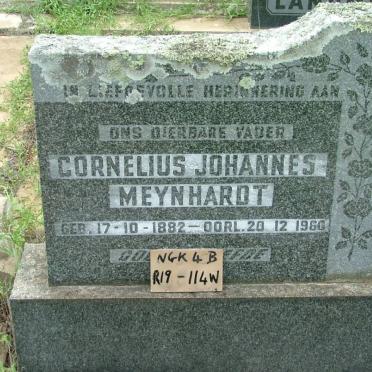 LA
IN LIEFDEVOLLE HERINNERING AAN
ONS DIERBARE VADER
CORNELIUS JOHANNES
MEYNHARDT
GEB. 17-10-1882 - OORL. 20 12 1960
NGK 4 B
R19-114W